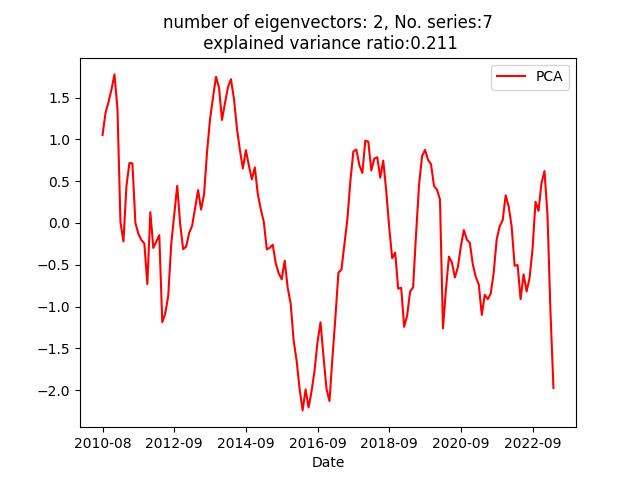 number of eigenvectors: 2, No. series:7
explained variance ratio:0.211
PCA
1.5
1.0
0.5
0.0
−0.5
−1.0
−1.5
−2.0
2010-08 2012-09 2014-09 2016-09 2018-09 2020-09 2022-09
Date